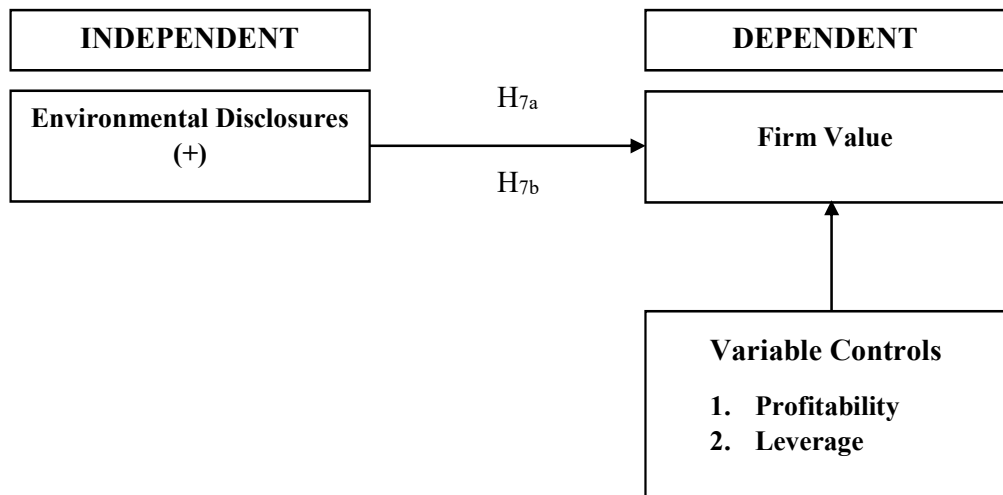 INDEPENDENT
DEPENDENT
Environmental Disclosures
(+)
H7a
H7b
Firm Value
Variable Controls
1. Profitability
2. Leverage